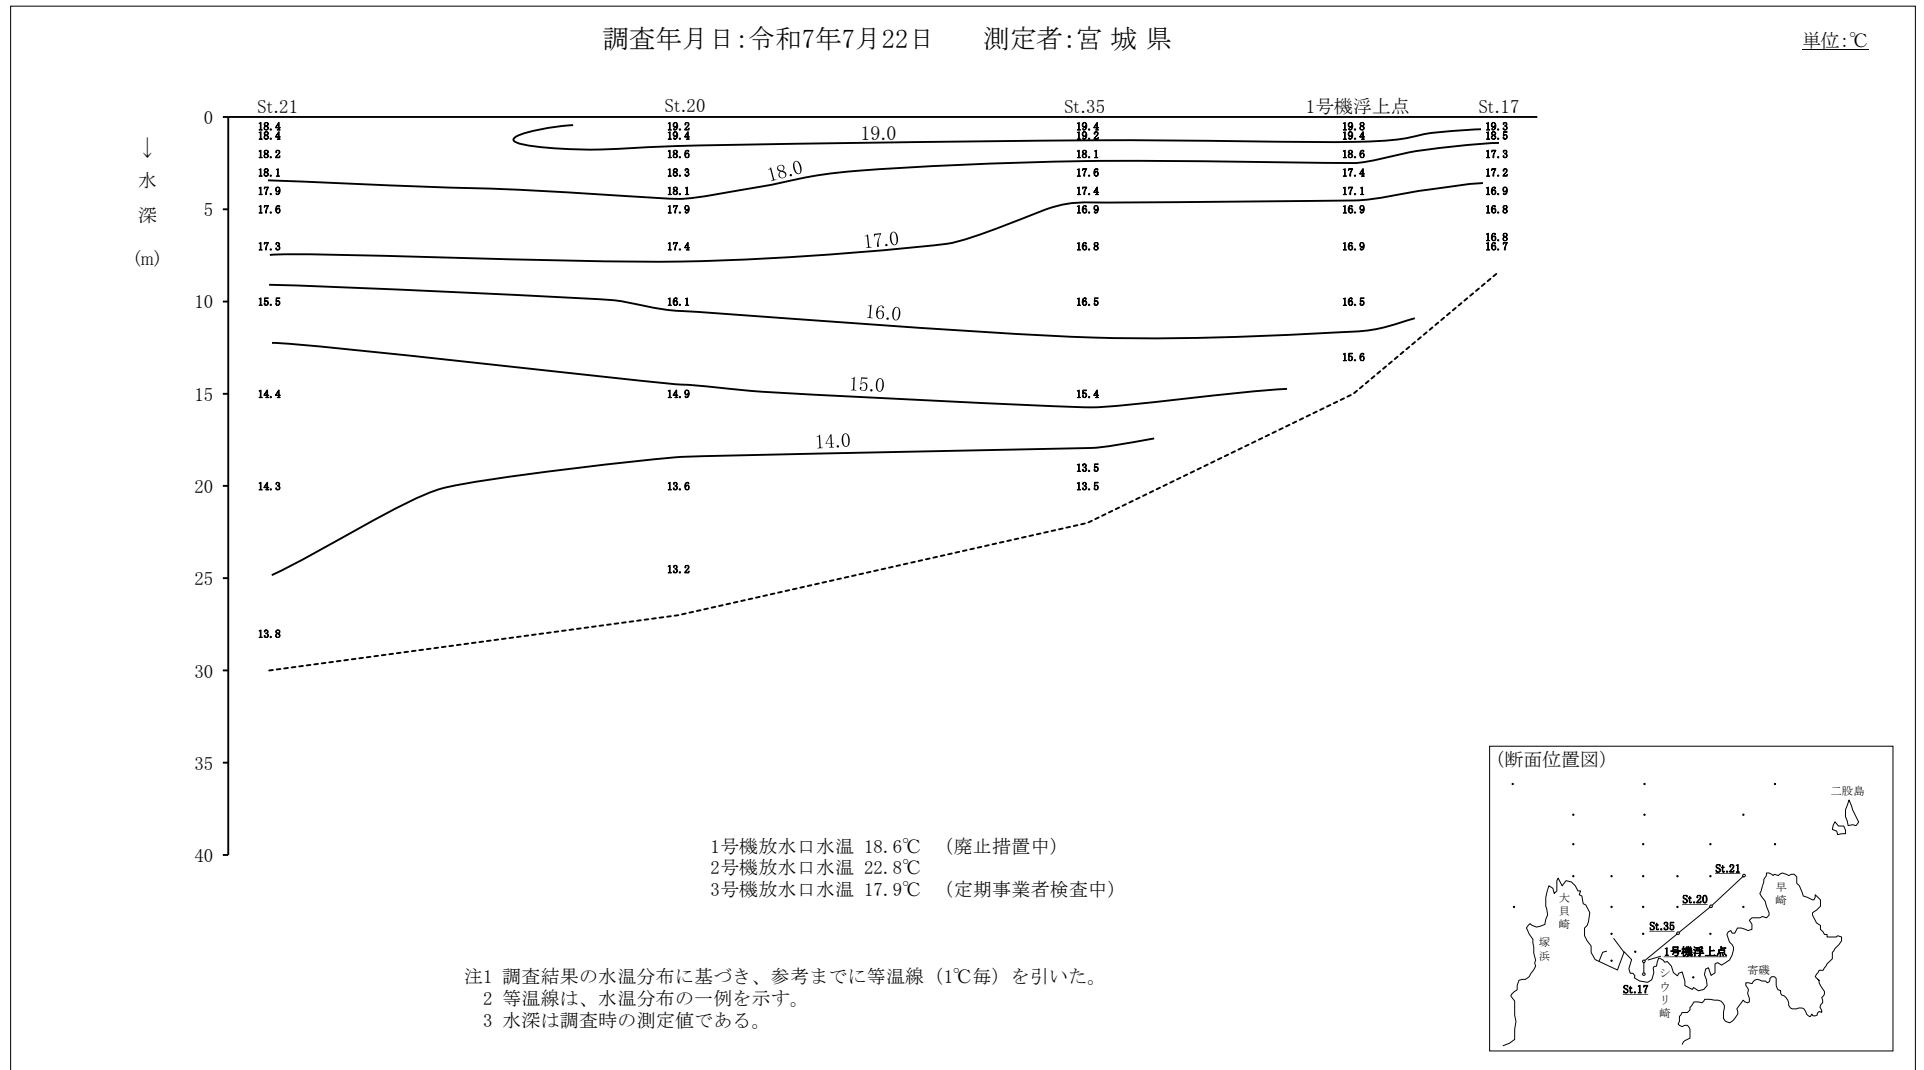 調査年月日:令和7年7月22日　　測定者:宮 城 県
単位:℃
St.21 St.20 St.35 1号機浮上点 St.17
0 18.4 19.2 19.4 19.8 19.3
18.4 19.4 19.2 19.4 18.5
19.0
↓ 18.2 18.6 18.1 18.6 17.3
18.1 18.3 18.0 17.6 17.4 17.2
水 17.9 18.1 17.4 17.1 16.9
深 5 17.6 17.9 16.9 16.9 16.8
17.0 16.8
17.3 17.4 16.8 16.9 16.7
(m)
10 15.5 16.1 16.5 16.5
16.0
15.6
15.0
15 14.4 14.9 15.4
14.0
13.5
20 14.3 13.6 13.5
13.2
25
13.8
30
35
40
1号機放水口水温 18.6℃ （廃止措置中）
2号機放水口水温 22.8℃
3号機放水口水温 17.9℃ （定期事業者検査中）
注1 調査結果の水温分布に基づき、参考までに等温線（1℃毎）を引いた。
2 等温線は、水温分布の一例を示す。
3 水深は調査時の測定値である。
(断面位置図)
二股島
St.21
早崎
St.20
大貝崎
St.35
塚浜
1号機浮上点
寄磯
シウリ崎
St.17